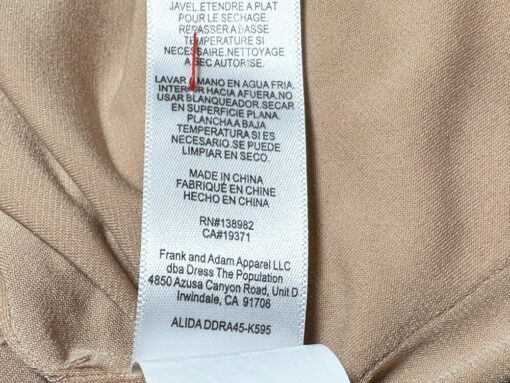 JAVEL.ETENDRE A PLAT
POUR LE SECHAGE.
REPASSER A BASSE
TEMPERATURE SI
NECESSAIRE.NETTOYAGE
A SEC AUTORISE.
LAVAR A MANO EN AGUA FRIA.
INTERIOR HACIA AFUERA.NO
USAR BLANQUEADOR.SECAR
EN SUPERFICIE PLANA.
PLANCHA A BAJA
TEMPERATURA SI ES
NECESARIO.SE PUEDE
LIMPIAR EN SECO.
MADE IN CHINA
FABRIQUÉ EN CHINE
HECHO EN CHINA
RN#138982
CA#19371
Frank and Adam Apparel LLC
dba Dress The Population
4850 Azusa Canyon Road, Unit D
Irwindale, CA 91706
ALIDA DDRA45-K595